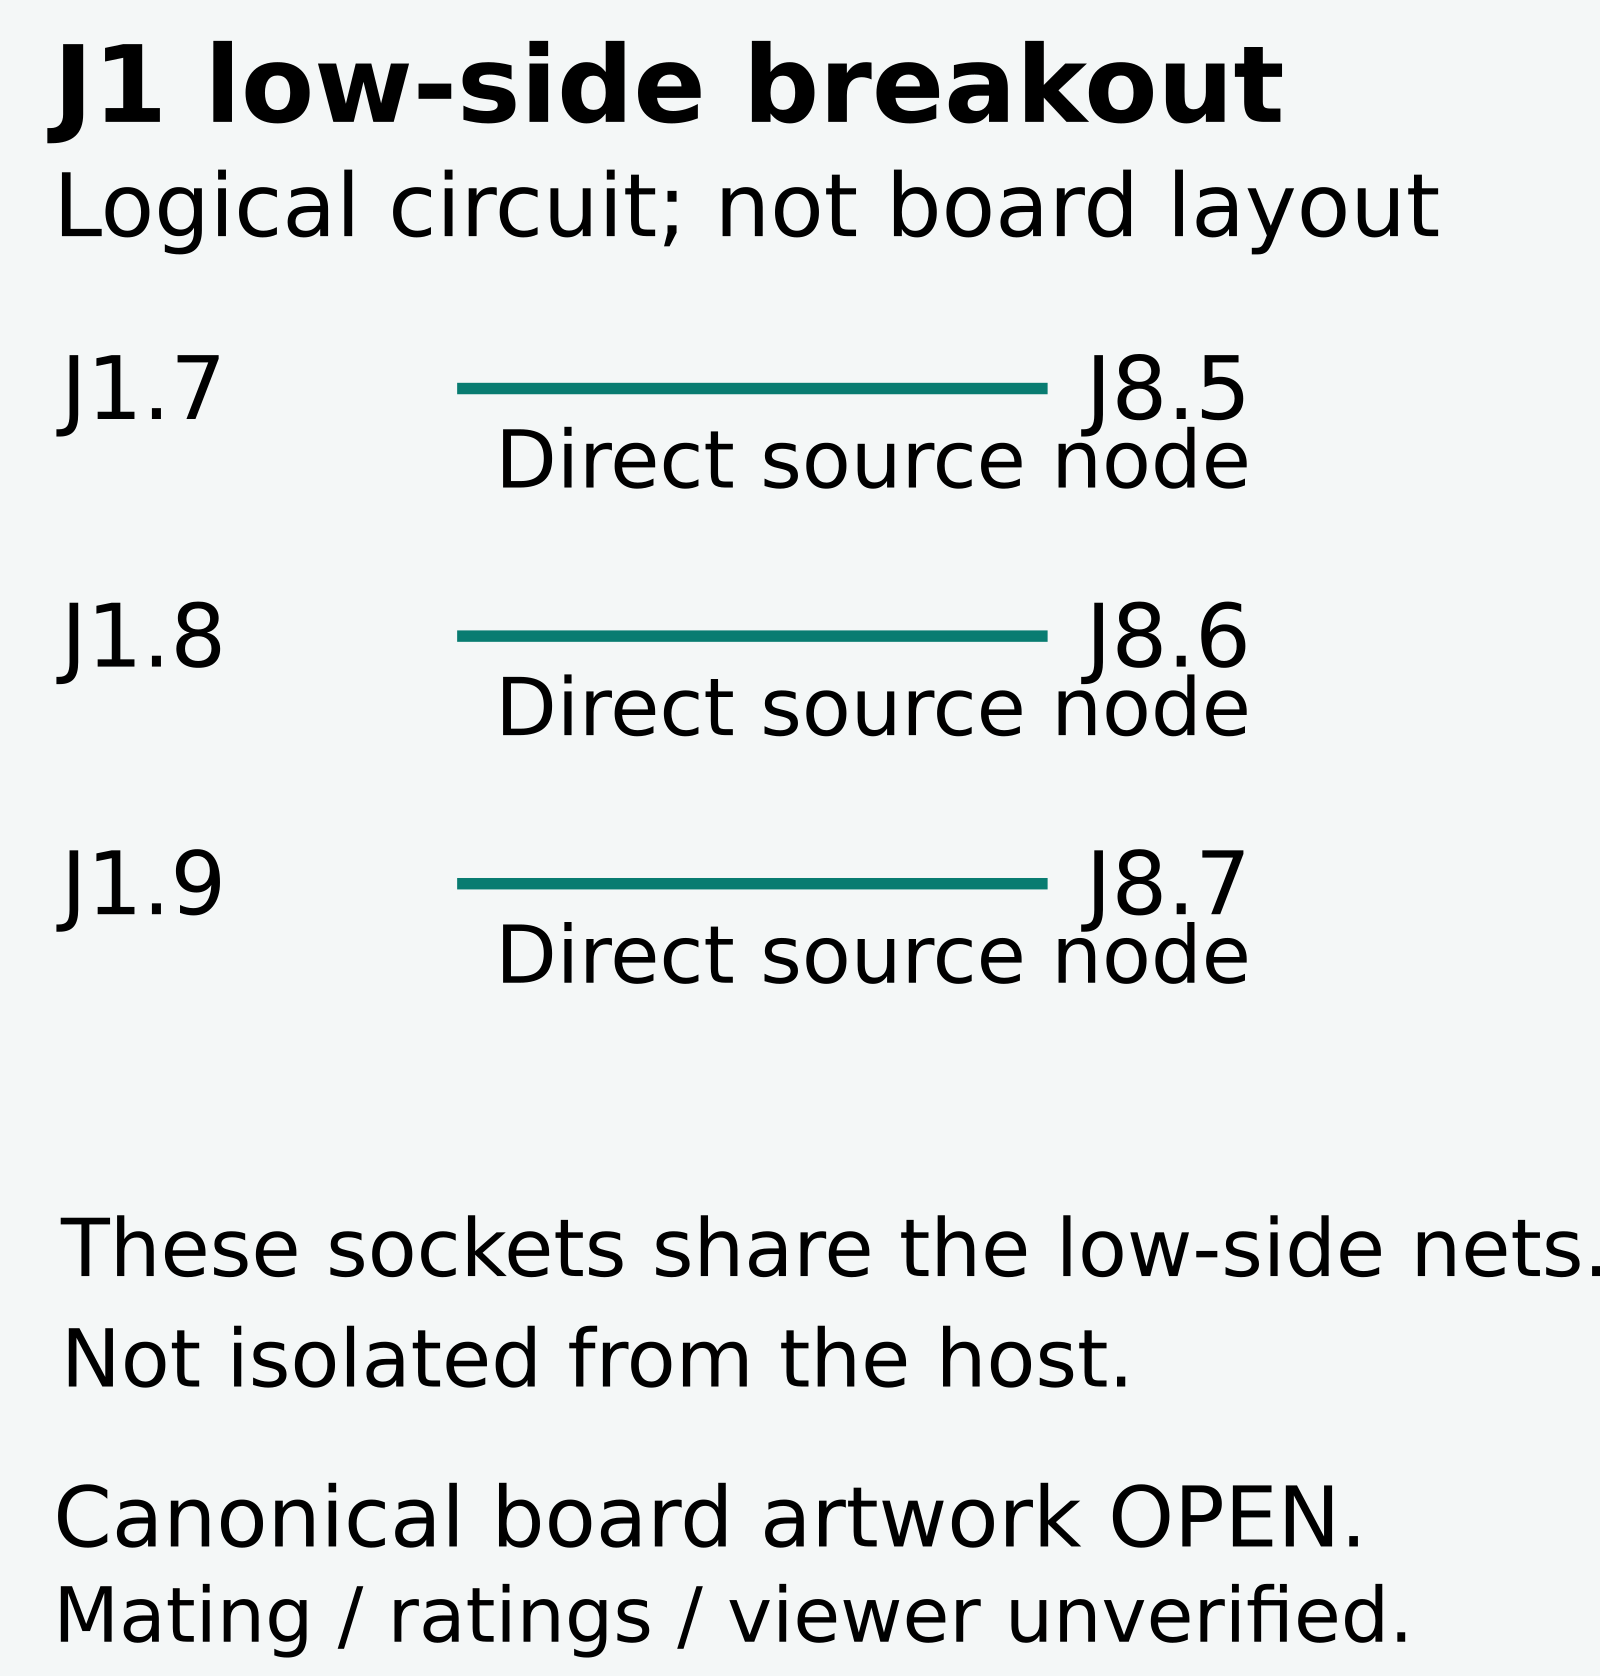 J1 low-side breakout
Logical circuit; not board layout
J1.7 J8.5
Direct source node
J1.8 J8.6
Direct source node
J1.9 J8.7
Direct source node
These sockets share the low-side nets.
Not isolated from the host.
Canonical board artwork OPEN.
Mating / ratings / viewer unverified.